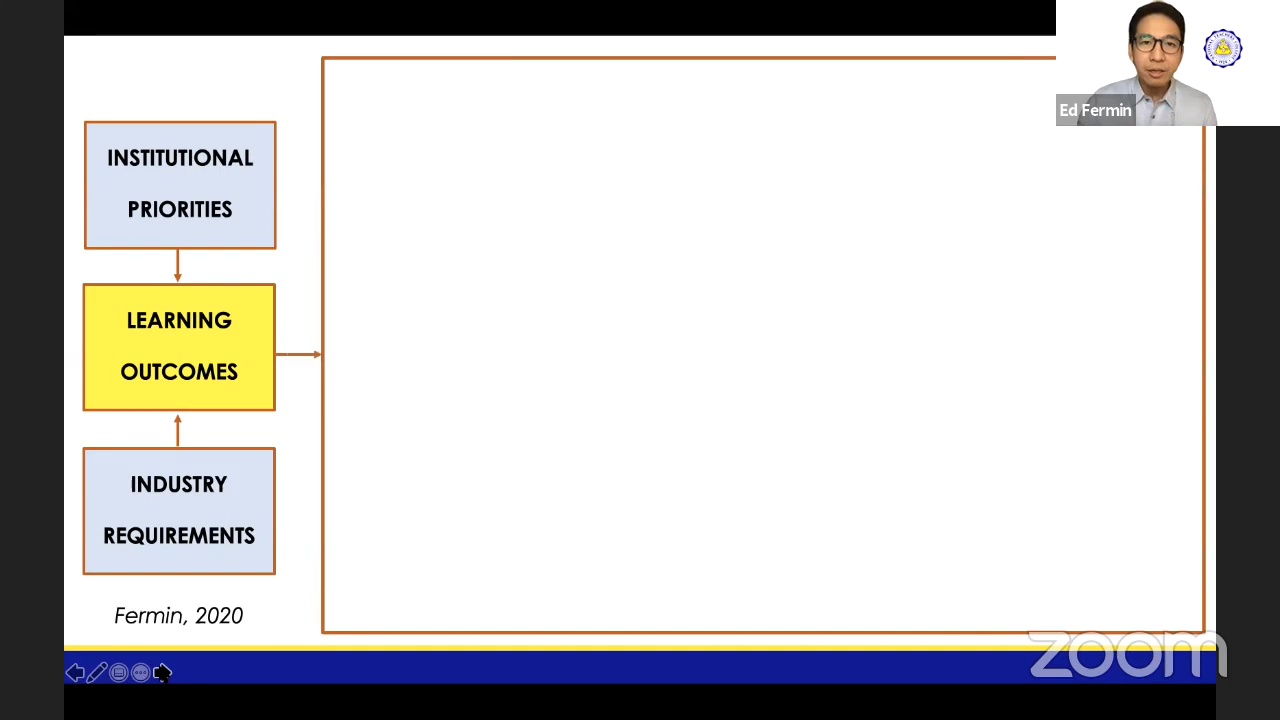 Ed Fermin
INSTITUTIONAL
PRIORITIES
LEARNING
OUTCOMES
INDUSTRY
REQUIREMENTS
Fermin, 2020
zoom